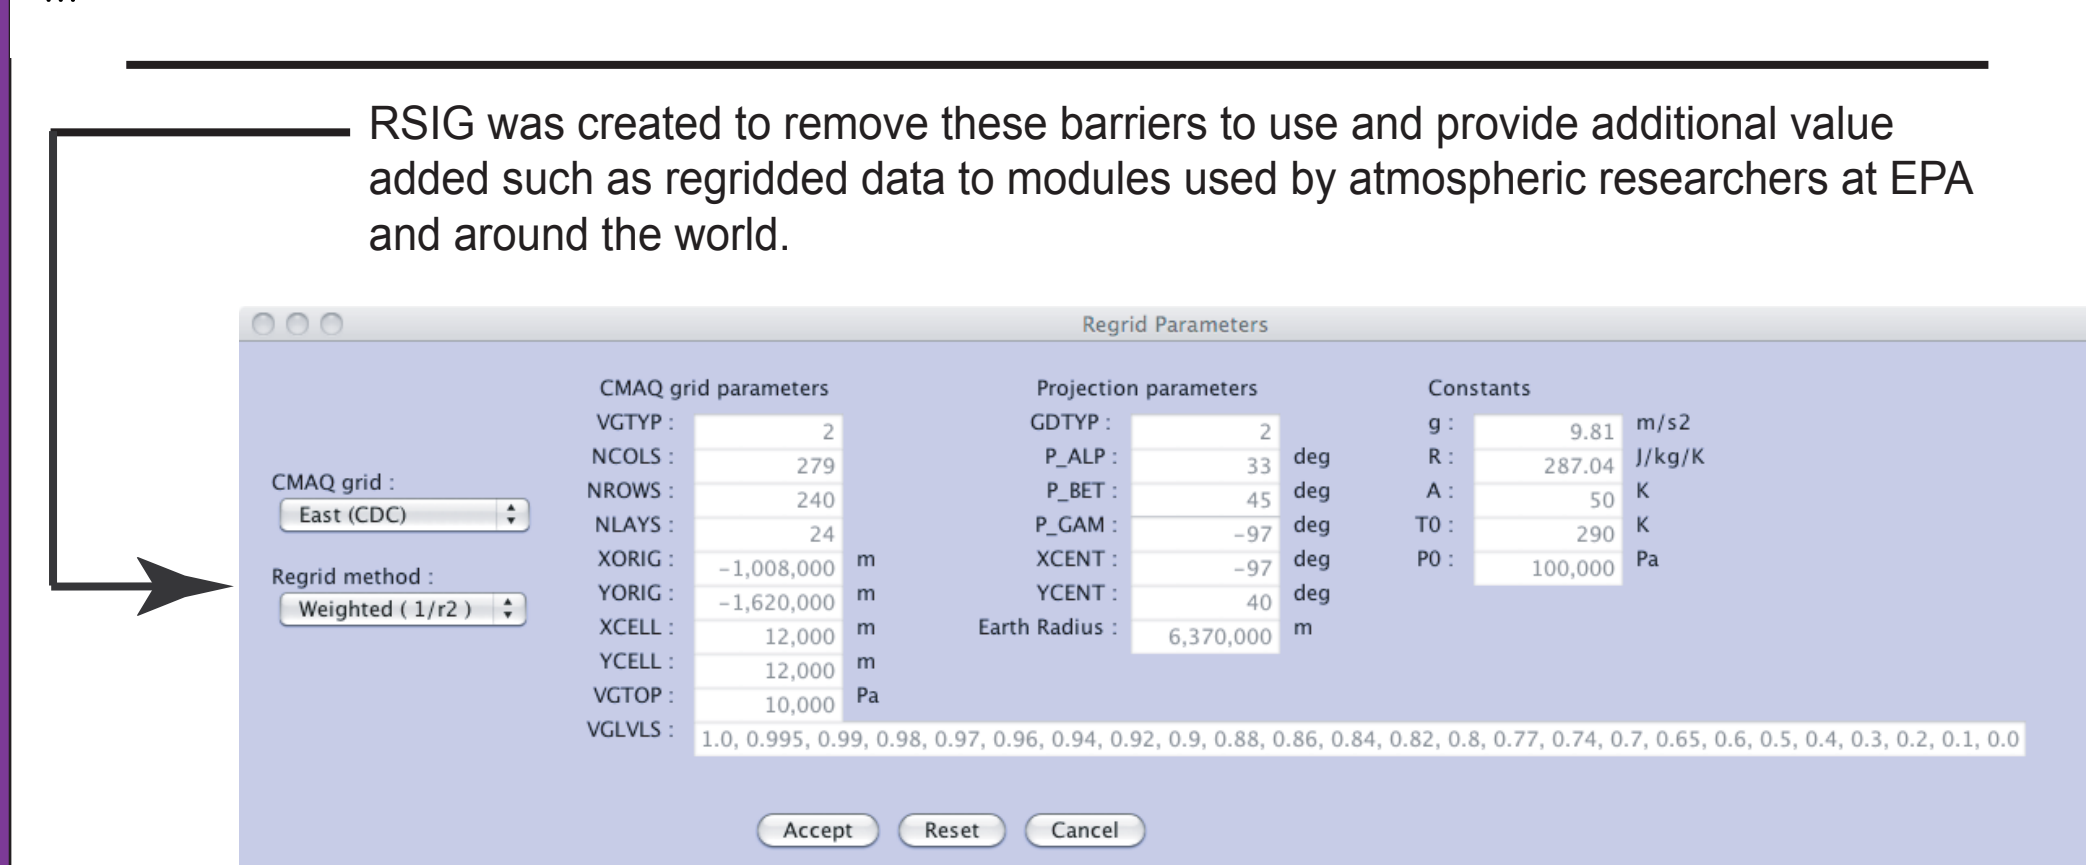 ...
RSIG was created to remove these barriers to use and provide additional value
added such as regridded data to modules used by atmospheric researchers at EPA
and around the world.
Regrid Parameters
CMAQ grid :
East (CDC)
Regrid method :
Weighted ( 1/r2 )
CMAQ grid parameters
VGTYP : 2
NCOLS : 279
NROWS : 240
NLAYS : 24
XORIG : -1,008,000 m
YORIG : -1,620,000 m
XCELL : 12,000 m
YCELL : 12,000 m
VGTOP : 10,000 Pa
VGLVLS : 1.0, 0.995, 0.99, 0.98, 0.97, 0.96, 0.94, 0.92, 0.9, 0.88, 0.86, 0.84, 0.82, 0.8, 0.77, 0.74, 0.7, 0.65, 0.6, 0.5, 0.4, 0.3, 0.2, 0.1, 0.0
Projection parameters
GDTYP : 2
P_ALP : 33 deg
P_BET : 45 deg
P_GAM : -97 deg
XCENT : -97 deg
YCENT : 40 deg
Earth Radius : 6,370,000 m
Constants
g : 9.81 m/s2
R : 287.04 J/kg/K
A : 50 K
T0 : 290 K
P0 : 100,000 Pa
Accept Reset Cancel